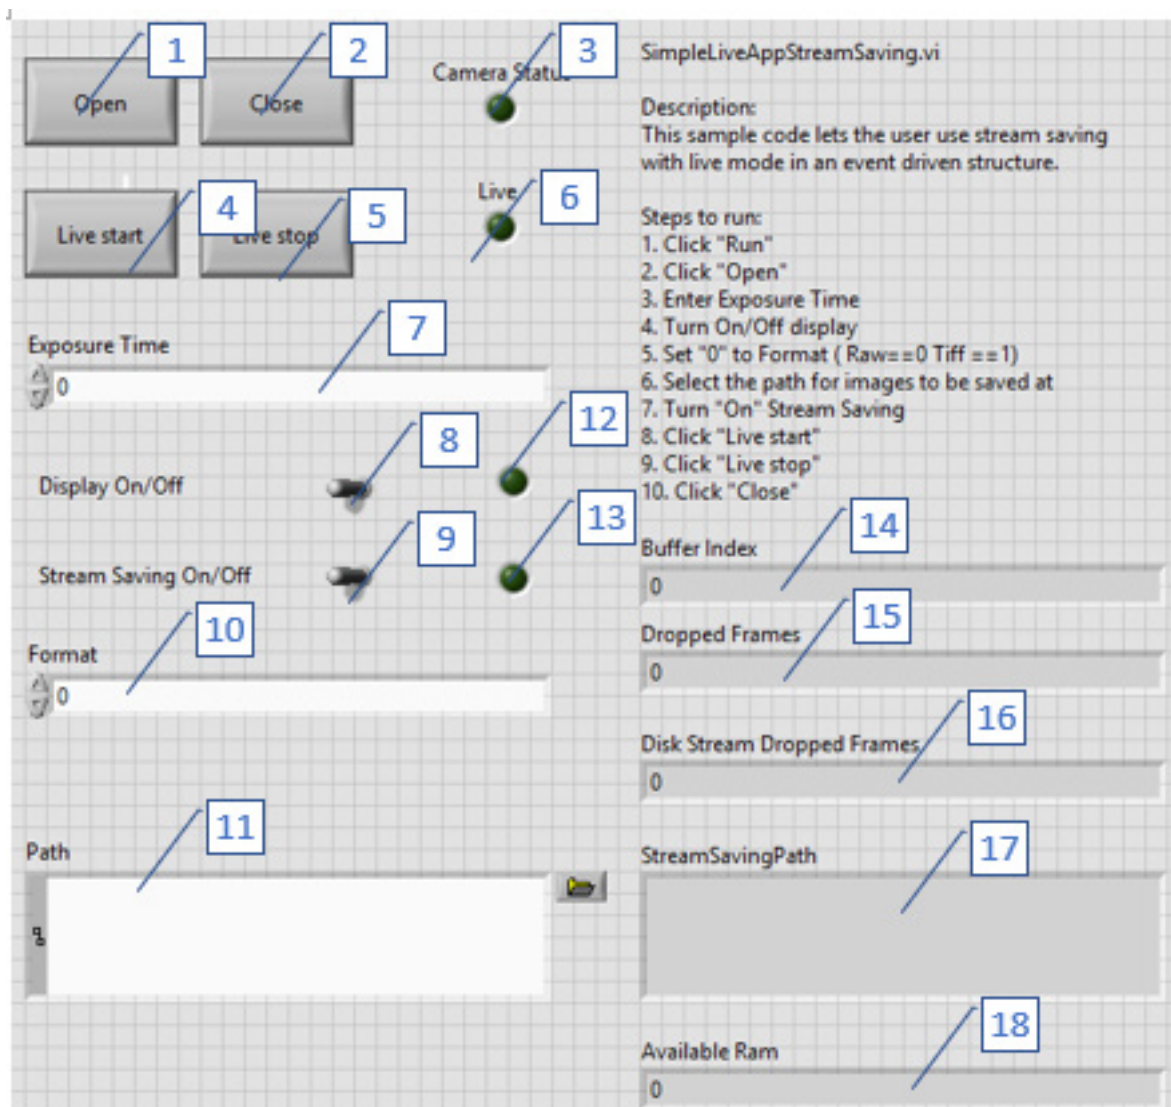 1
2
3
Open
Close
Camera Status
4
5
6
Live start
Live stop
Live
7
Exposure Time
0
8
12
Display On/Off
9
13
Stream Saving On/Off
10
Format
0
11
Path
SimpleLiveAppStreamSaving.vi
Description:
This sample code lets the user use stream saving
with live mode in an event driven structure.
Steps to run:
1. Click "Run"
2. Click "Open"
3. Enter Exposure Time
4. Turn On/Off display
5. Set "0" to Format ( Raw==0 Tiff ==1)
6. Select the path for images to be saved at
7. Turn "On" Stream Saving
8. Click "Live start"
9. Click "Live stop"
10. Click "Close"
14
Buffer Index
0
15
Dropped Frames
0
16
Disk Stream Dropped Frames
0
17
StreamSavingPath
18
Available Ram
0